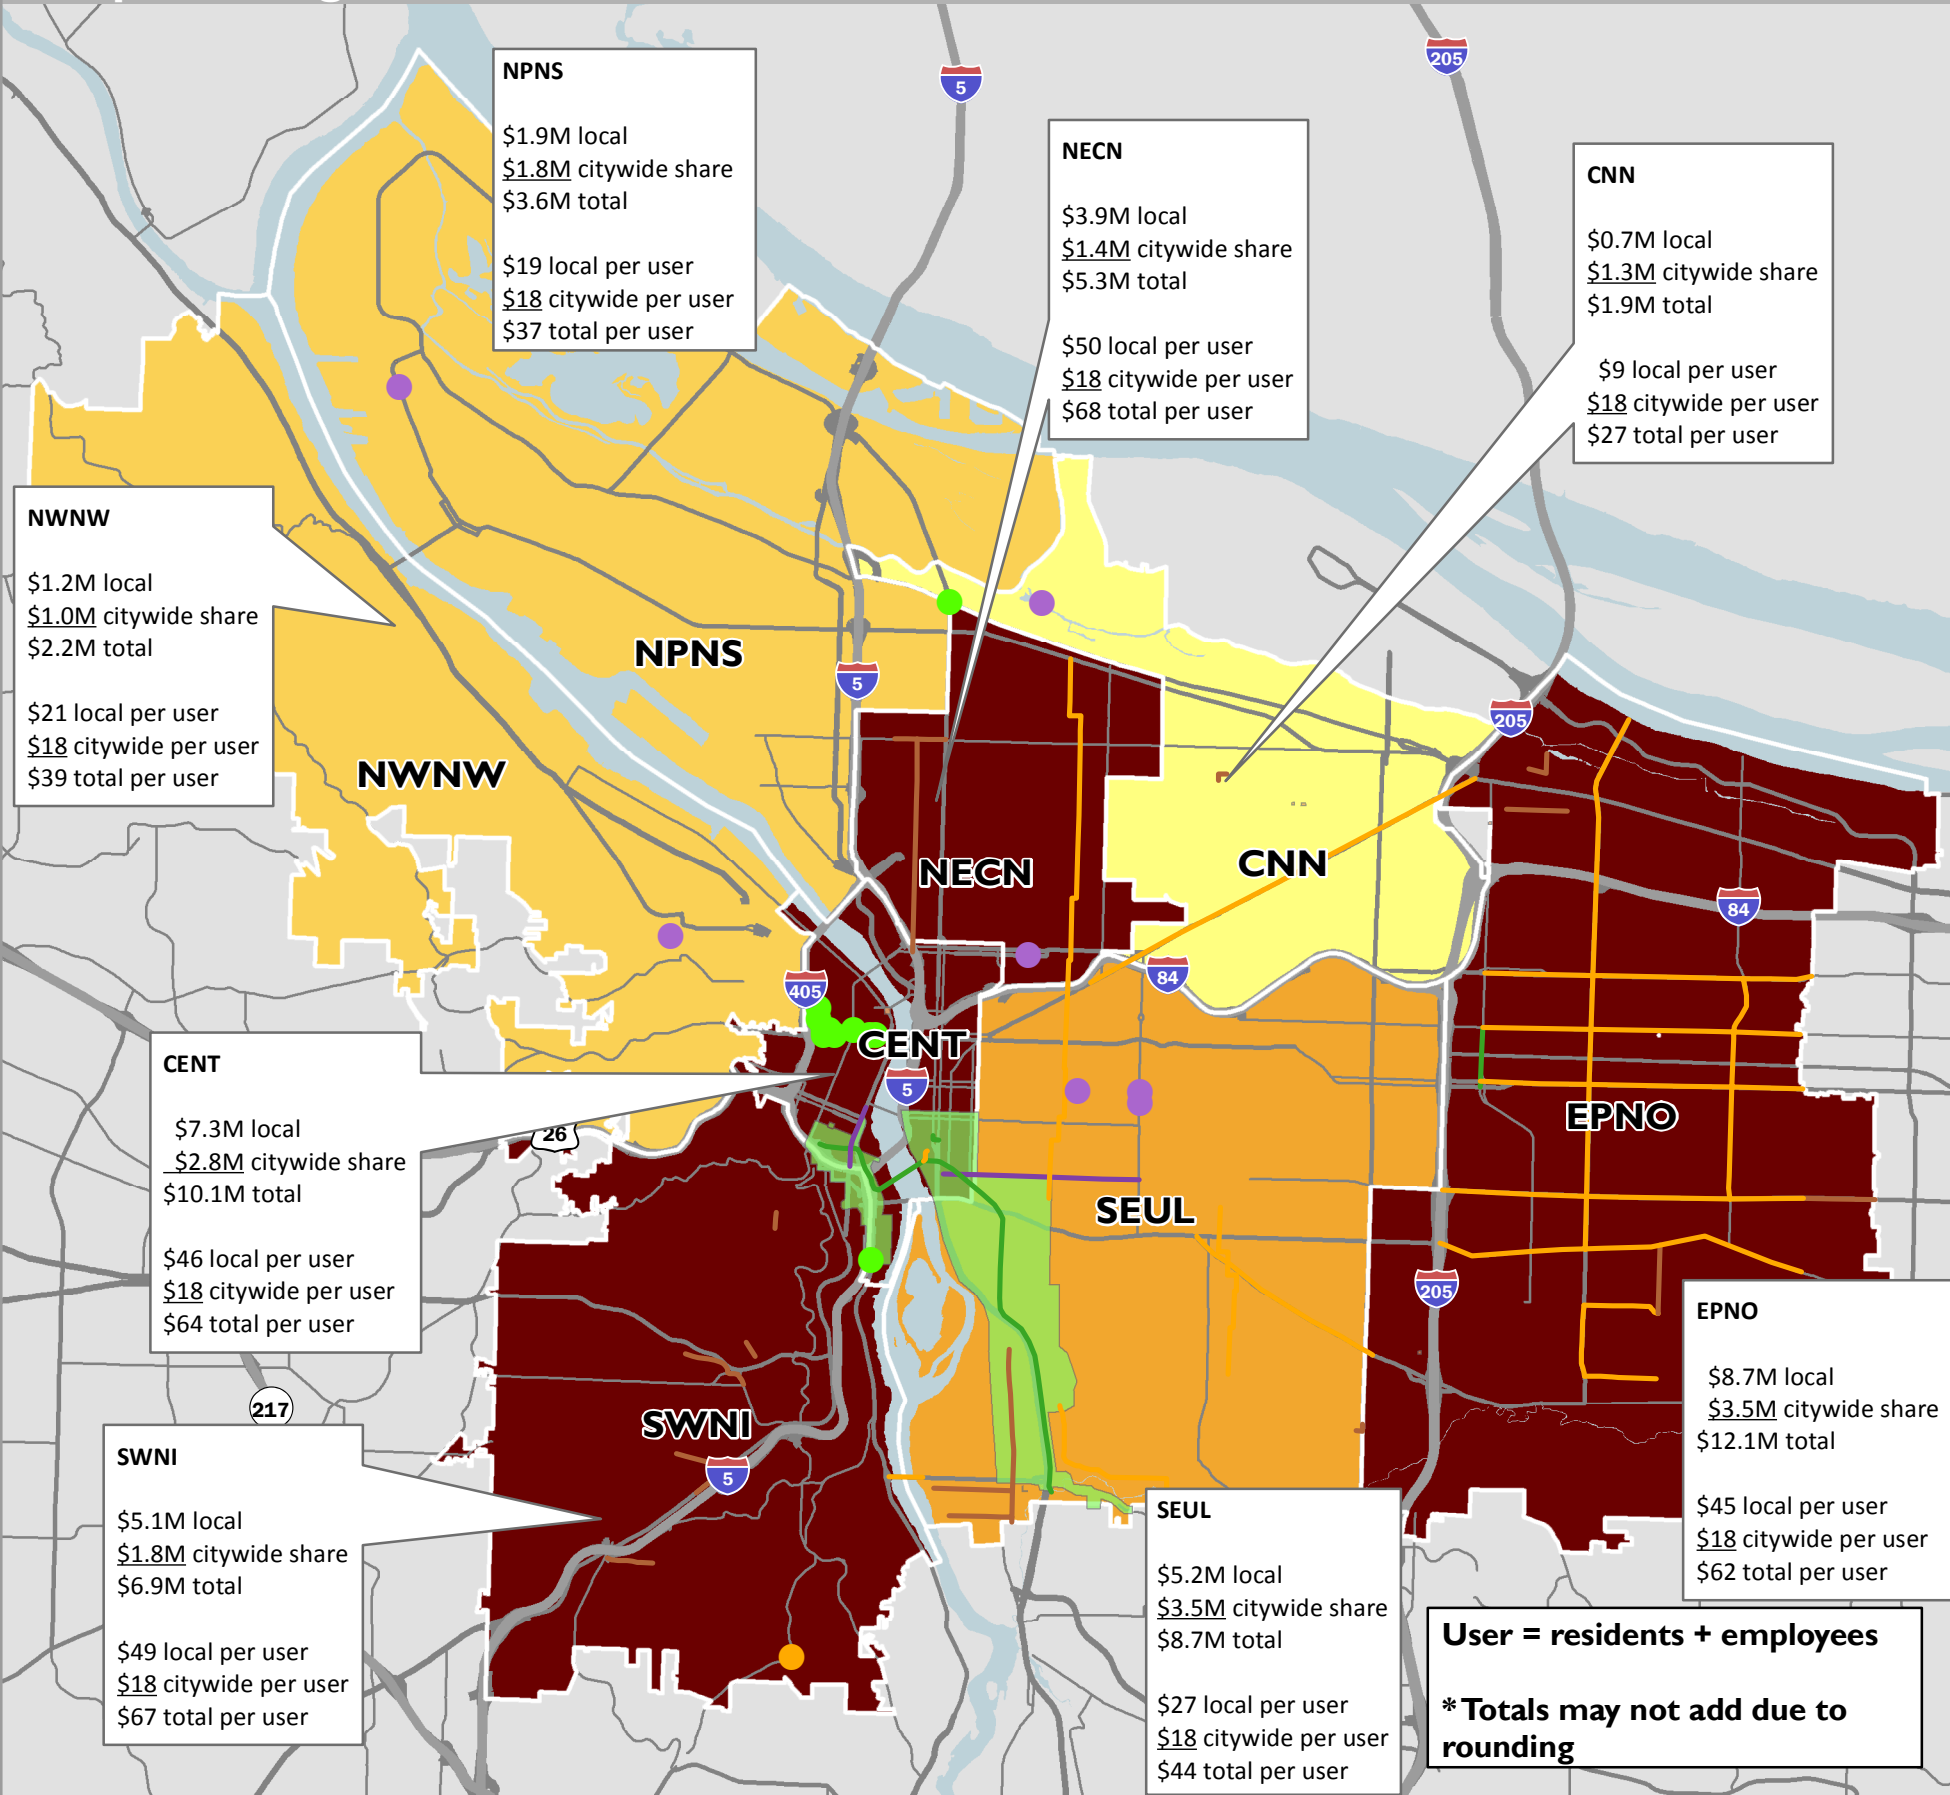 NPNS
$1.9M local
$1.8M citywide share
$3.6M total
$19 local per user
$18 citywide per user
$37 total per user
5
205
NECN
$3.9M local
$1.4M citywide share
$5.3M total
$50 local per user
$18 citywide per user
$68 total per user
CNN
$0.7M local
$1.3M citywide share
$1.9M total
$9 local per user
$18 citywide per user
$27 total per user
NWNW
$1.2M local
$1.0M citywide share
$2.2M total
$21 local per user
$18 citywide per user
$39 total per user
NPNS
5
205
NWNW
NECN
CNN
84
84
405
CENT
5
EPNO
CENT
$7.3M local
$2.8M citywide share
$10.1M total
$46 local per user
$18 citywide per user
$64 total per user
26
SEUL
205
217
SWNI
5
EPNO
$8.7M local
$3.5M citywide share
$12.1M total
$45 local per user
$18 citywide per user
$62 total per user
SWNI
$5.1M local
$1.8M citywide share
$6.9M total
$49 local per user
$18 citywide per user
$67 total per user
SEUL
$5.2M local
$3.5M citywide share
$8.7M total
$27 local per user
$18 citywide per user
$44 total per user
User = residents + employees
* Totals may not add due to
rounding